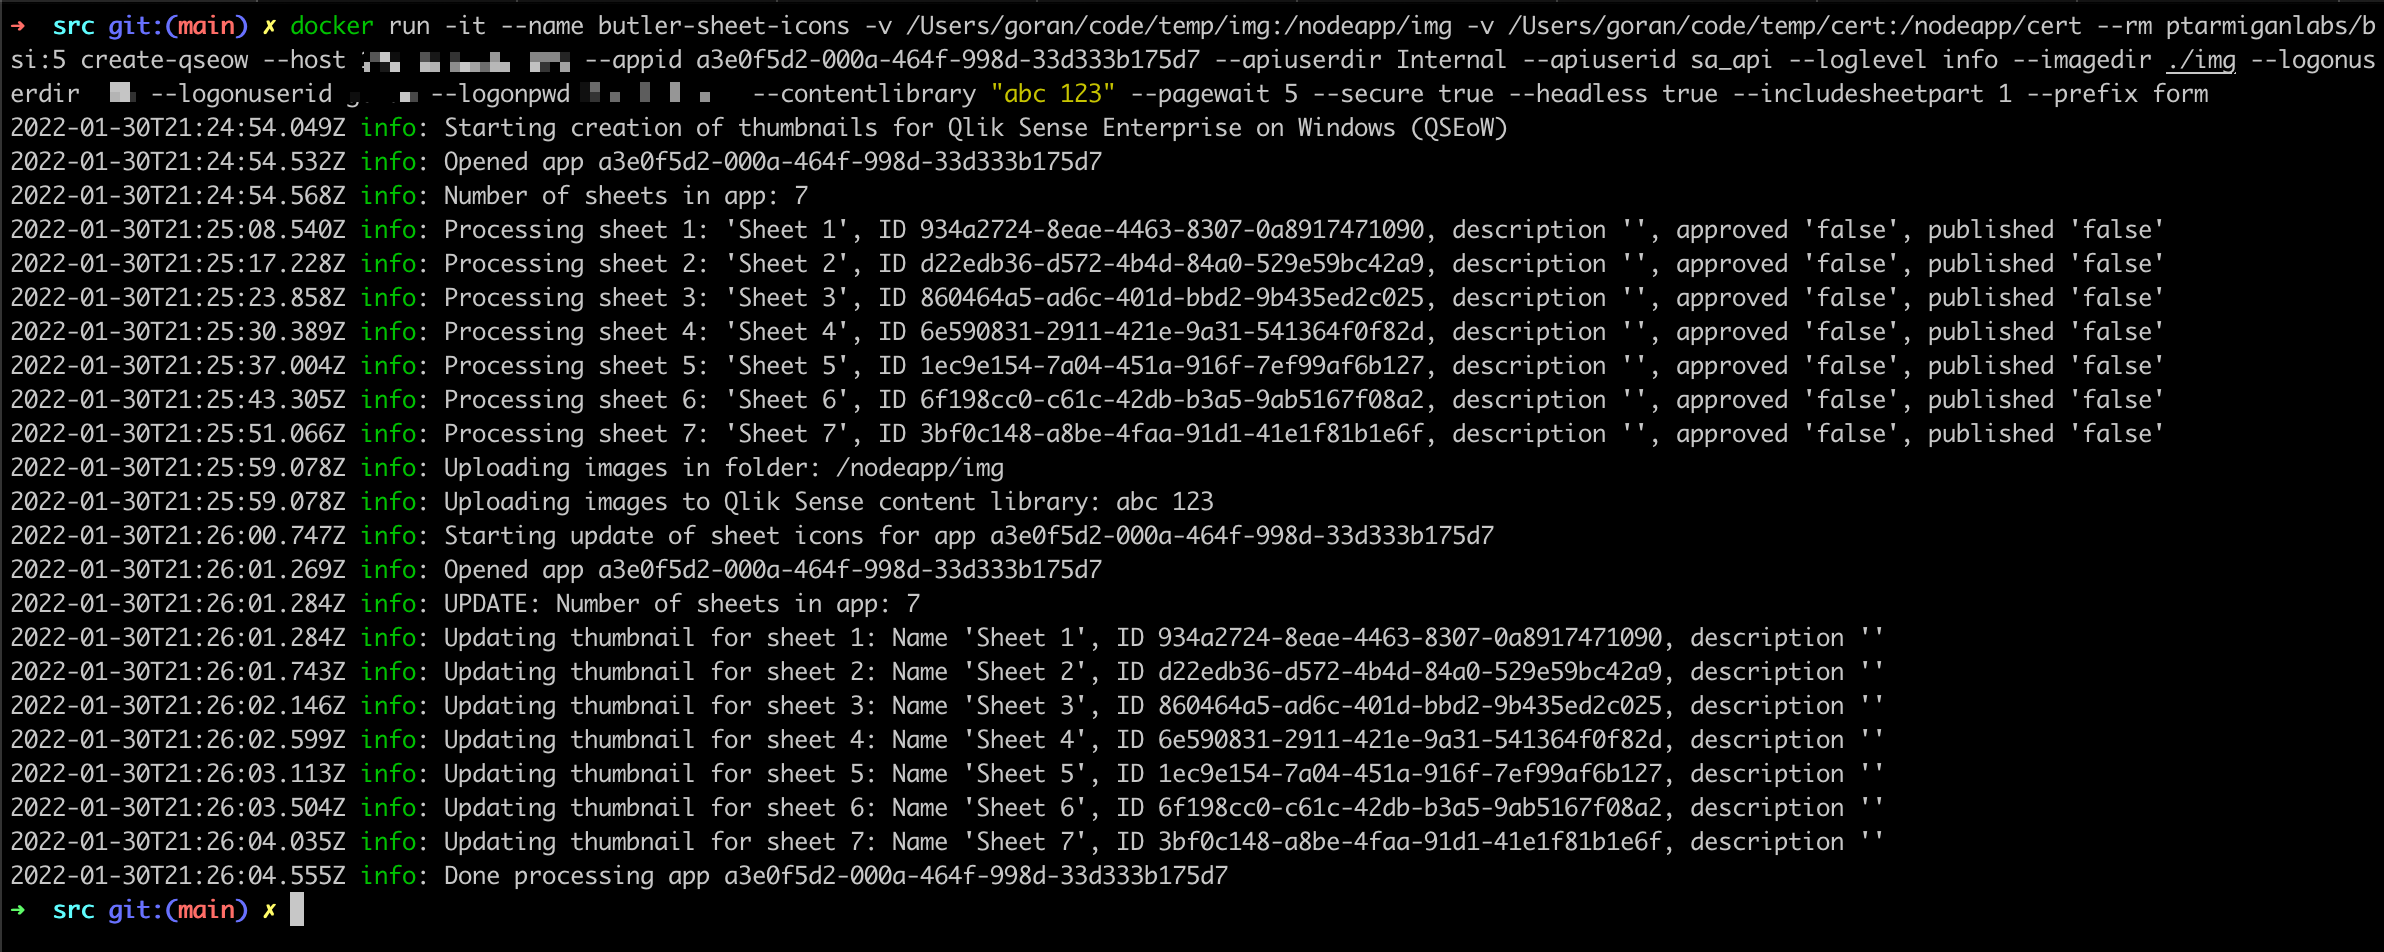 ➜  src git:(main) ✗ docker run -it --name butler-sheet-icons -v /Users/goran/code/temp/img:/nodeapp/img -v /Users/goran/code/temp/cert:/nodeapp/cert --rm ptarmiganlabs/b
si:5 create-qseow --host --appid a3e0f5d2-000a-464f-998d-33d333b175d7 --apiuserdir Internal --apiuserid sa_api --loglevel info --imagedir ./img --logonus
erdir --logonuserid --logonpwd --contentlibrary "abc 123" --pagewait 5 --secure true --headless true --includesheetpart 1 --prefix form
2022-01-30T21:24:54.049Z info: Starting creation of thumbnails for Qlik Sense Enterprise on Windows (QSEoW)
2022-01-30T21:24:54.532Z info: Opened app a3e0f5d2-000a-464f-998d-33d333b175d7
2022-01-30T21:24:54.568Z info: Number of sheets in app: 7
2022-01-30T21:25:08.540Z info: Processing sheet 1: 'Sheet 1', ID 934a2724-8eae-4463-8307-0a8917471090, description '', approved 'false', published 'false'
2022-01-30T21:25:17.228Z info: Processing sheet 2: 'Sheet 2', ID d22edb36-d572-4b4d-84a0-529e59bc42a9, description '', approved 'false', published 'false'
2022-01-30T21:25:23.858Z info: Processing sheet 3: 'Sheet 3', ID 860464a5-ad6c-401d-bbd2-9b435ed2c025, description '', approved 'false', published 'false'
2022-01-30T21:25:30.389Z info: Processing sheet 4: 'Sheet 4', ID 6e590831-2911-421e-9a31-541364f0f82d, description '', approved 'false', published 'false'
2022-01-30T21:25:37.004Z info: Processing sheet 5: 'Sheet 5', ID 1ec9e154-7a04-451a-916f-7ef99af6b127, description '', approved 'false', published 'false'
2022-01-30T21:25:43.305Z info: Processing sheet 6: 'Sheet 6', ID 6f198cc0-c61c-42db-b3a5-9ab5167f08a2, description '', approved 'false', published 'false'
2022-01-30T21:25:51.066Z info: Processing sheet 7: 'Sheet 7', ID 3bf0c148-a8be-4faa-91d1-41e1f81b1e6f, description '', approved 'false', published 'false'
2022-01-30T21:25:59.078Z info: Uploading images in folder: /nodeapp/img
2022-01-30T21:25:59.078Z info: Uploading images to Qlik Sense content library: abc 123
2022-01-30T21:26:00.747Z info: Starting update of sheet icons for app a3e0f5d2-000a-464f-998d-33d333b175d7
2022-01-30T21:26:01.269Z info: Opened app a3e0f5d2-000a-464f-998d-33d333b175d7
2022-01-30T21:26:01.284Z info: UPDATE: Number of sheets in app: 7
2022-01-30T21:26:01.284Z info: Updating thumbnail for sheet 1: Name 'Sheet 1', ID 934a2724-8eae-4463-8307-0a8917471090, description ''
2022-01-30T21:26:01.743Z info: Updating thumbnail for sheet 2: Name 'Sheet 2', ID d22edb36-d572-4b4d-84a0-529e59bc42a9, description ''
2022-01-30T21:26:02.146Z info: Updating thumbnail for sheet 3: Name 'Sheet 3', ID 860464a5-ad6c-401d-bbd2-9b435ed2c025, description ''
2022-01-30T21:26:02.599Z info: Updating thumbnail for sheet 4: Name 'Sheet 4', ID 6e590831-2911-421e-9a31-541364f0f82d, description ''
2022-01-30T21:26:03.113Z info: Updating thumbnail for sheet 5: Name 'Sheet 5', ID 1ec9e154-7a04-451a-916f-7ef99af6b127, description ''
2022-01-30T21:26:03.504Z info: Updating thumbnail for sheet 6: Name 'Sheet 6', ID 6f198cc0-c61c-42db-b3a5-9ab5167f08a2, description ''
2022-01-30T21:26:04.035Z info: Updating thumbnail for sheet 7: Name 'Sheet 7', ID 3bf0c148-a8be-4faa-91d1-41e1f81b1e6f, description ''
2022-01-30T21:26:04.555Z info: Done processing app a3e0f5d2-000a-464f-998d-33d333b175d7
➜  src git:(main) ✗